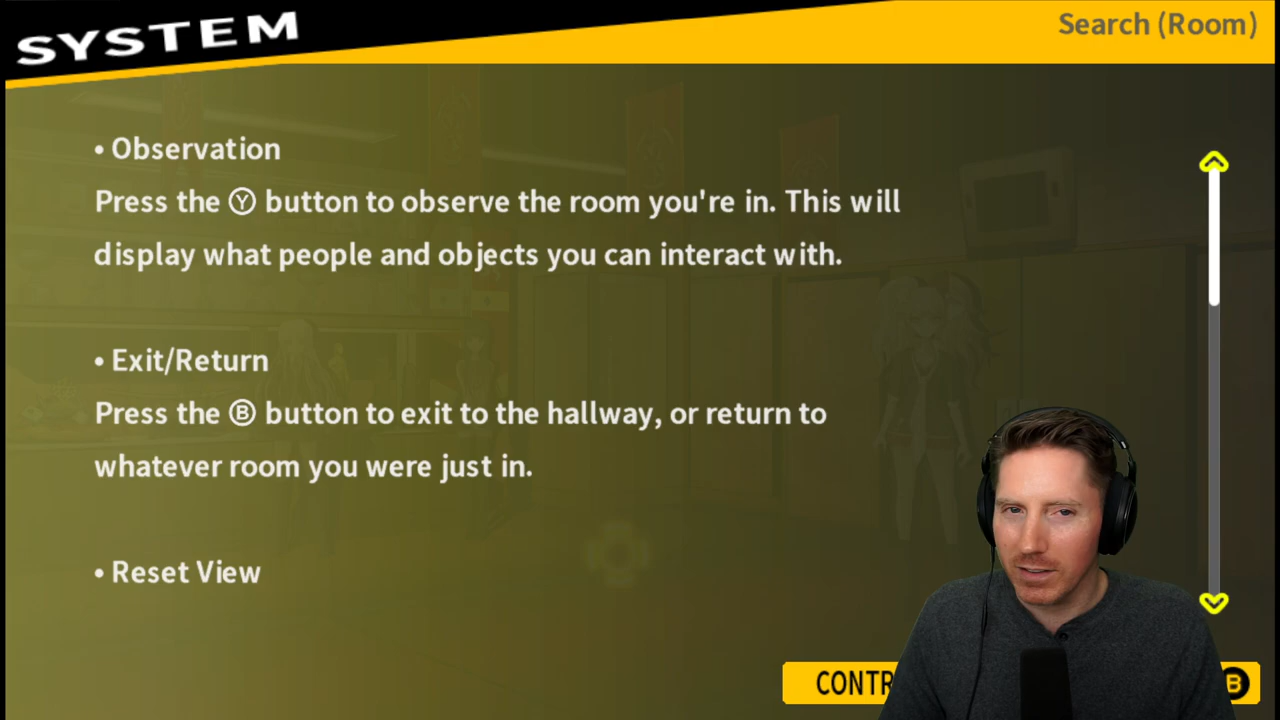 SYSTEM
Search (Room)
• Observation
Press the Ⓨ button to observe the room you're in. This will
display what people and objects you can interact with.
• Exit/Return
Press the Ⓑ button to exit to the hallway, or return to
whatever room you were just in.
• Reset View
CONTR
B